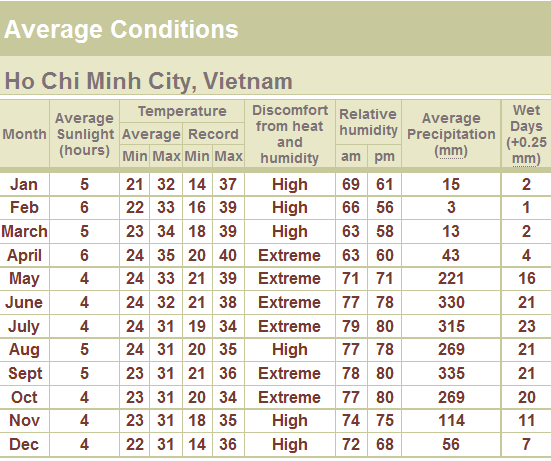 Average Conditions
Ho Chi Minh City, Vietnam
Month Average Sunlight (hours) Temperature Discomfort from heat and humidity Relative humidity Average Precipitation (mm) Wet Days (+0.25 mm)
Average Record
Min Max Min Max am pm
Jan 5 21 32 14 37 High 69 61 15 2
Feb 6 22 33 16 39 High 66 56 3 1
March 5 23 34 18 39 High 63 58 13 2
April 6 24 35 20 40 Extreme 63 60 43 4
May 4 24 33 21 39 Extreme 71 71 221 16
June 4 24 32 21 38 Extreme 77 78 330 21
July 4 24 31 19 34 Extreme 79 80 315 23
Aug 5 24 31 20 35 High 77 78 269 21
Sept 5 23 31 21 36 Extreme 78 80 335 21
Oct 4 23 31 20 34 Extreme 77 80 269 20
Nov 4 23 31 18 35 High 74 75 114 11
Dec 4 22 31 14 36 High 72 68 56 7